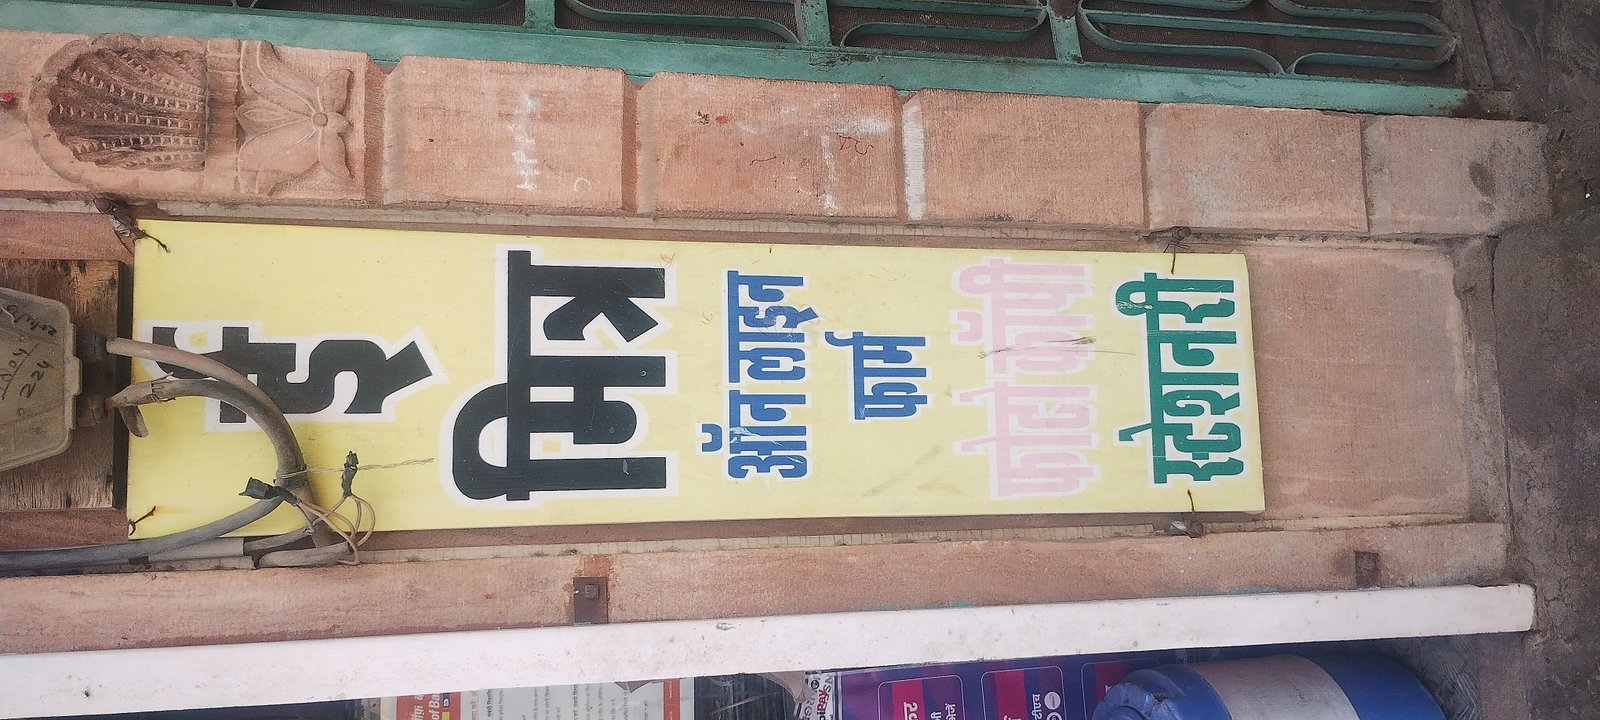 ई
मित्र
ऑन लाइन
फार्म
फोटो कॉपी
स्टेशनरी